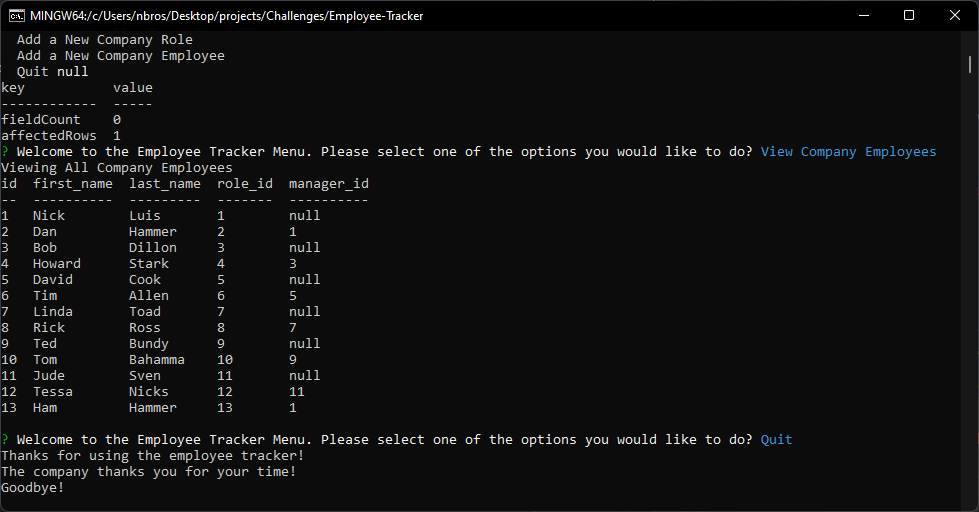 MINGW64:/c/Users/nbros/Desktop/projects/Challenges/Employee-Tracker
Add a New Company Role
Add a New Company Employee
Quit null
key value
------------ -----
fieldCount 0
affectedRows 1
? Welcome to the Employee Tracker Menu. Please select one of the options you would like to do? View Company Employees
Viewing All Company Employees
id first_name last_name role_id manager_id
-- ---------- --------- ------- ----------
1 Nick Luis 1 null
2 Dan Hammer 2 1
3 Bob Dillon 3 null
4 Howard Stark 4 3
5 David Cook 5 null
6 Tim Allen 6 5
7 Linda Toad 7 null
8 Rick Ross 8 7
9 Ted Bundy 9 null
10 Tom Bahamma 10 9
11 Jude Sven 11 null
12 Tessa Nicks 12 11
13 Ham Hammer 13 1
? Welcome to the Employee Tracker Menu. Please select one of the options you would like to do? Quit
Thanks for using the employee tracker!
The company thanks you for your time!
Goodbye!